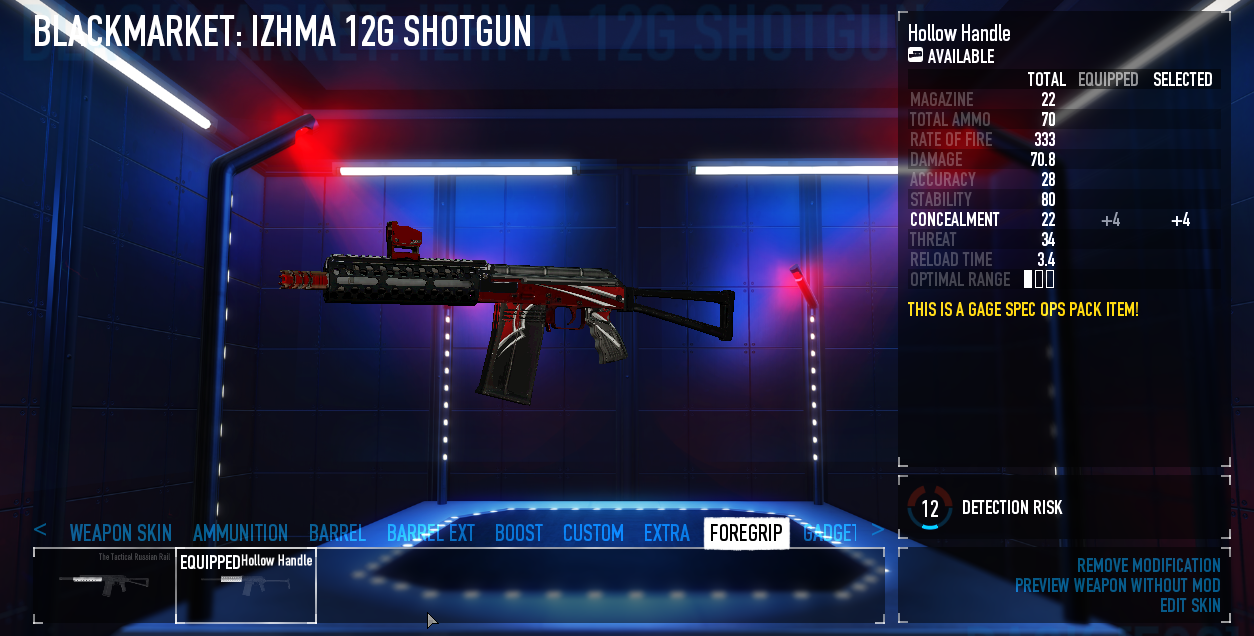 BLACKMARKET: IZHMA 12G SHOTGUN
Hollow Handle
AVAILABLE
TOTAL EQUIPPED SELECTED
MAGAZINE 22
TOTAL AMMO 70
RATE OF FIRE 333
DAMAGE 70.8
ACCURACY 28
STABILITY 80
CONCEALMENT 22 +4 +4
THREAT 34
RELOAD TIME 3.4
OPTIMAL RANGE
THIS IS A GAGE SPEC OPS PACK ITEM!
12 DETECTION RISK
< WEAPON SKIN AMMUNITION BARREL BARREL EXT BOOST CUSTOM EXTRA FOREGRIP GADGET >
The Tactical Russian Rail
EQUIPPED Hollow Handle
REMOVE MODIFICATION
PREVIEW WEAPON WITHOUT MOD
EDIT SKIN